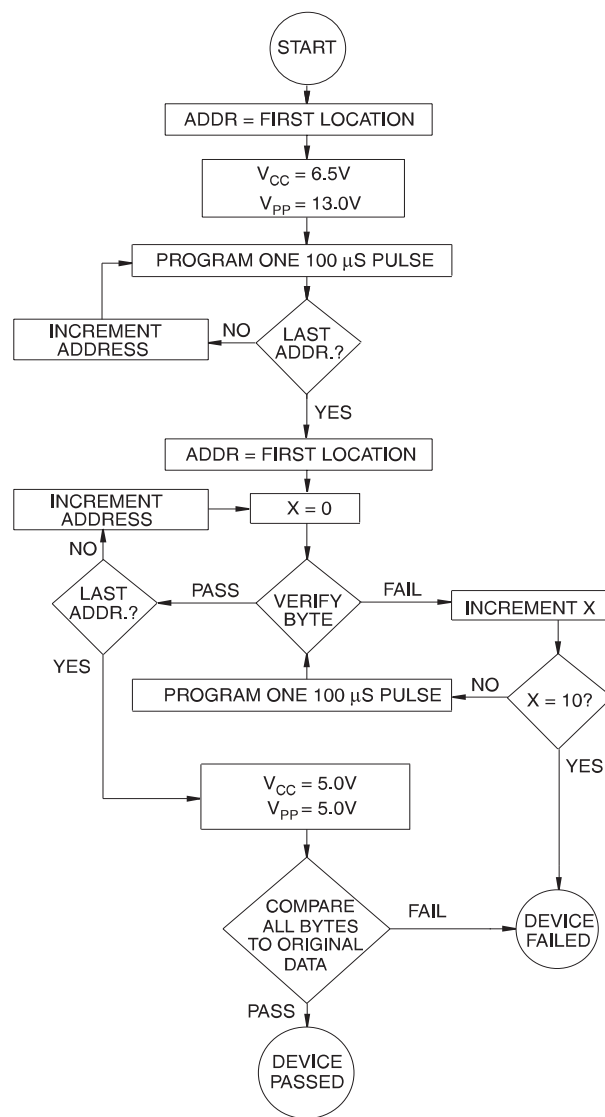 START
ADDR = FIRST LOCATION
VCC = 6.5V
VPP = 13.0V
PROGRAM ONE 100 µS PULSE
INCREMENT
ADDRESS
NO
LAST
ADDR.?
YES
ADDR = FIRST LOCATION
INCREMENT
ADDRESS
X = 0
NO
LAST
ADDR.?
PASS
VERIFY
BYTE
FAIL
INCREMENT X
YES
PROGRAM ONE 100 µS PULSE
NO
X = 10?
YES
VCC = 5.0V
VPP = 5.0V
COMPARE
ALL BYTES
TO ORIGINAL
DATA
FAIL
DEVICE
FAILED
PASS
DEVICE
PASSED